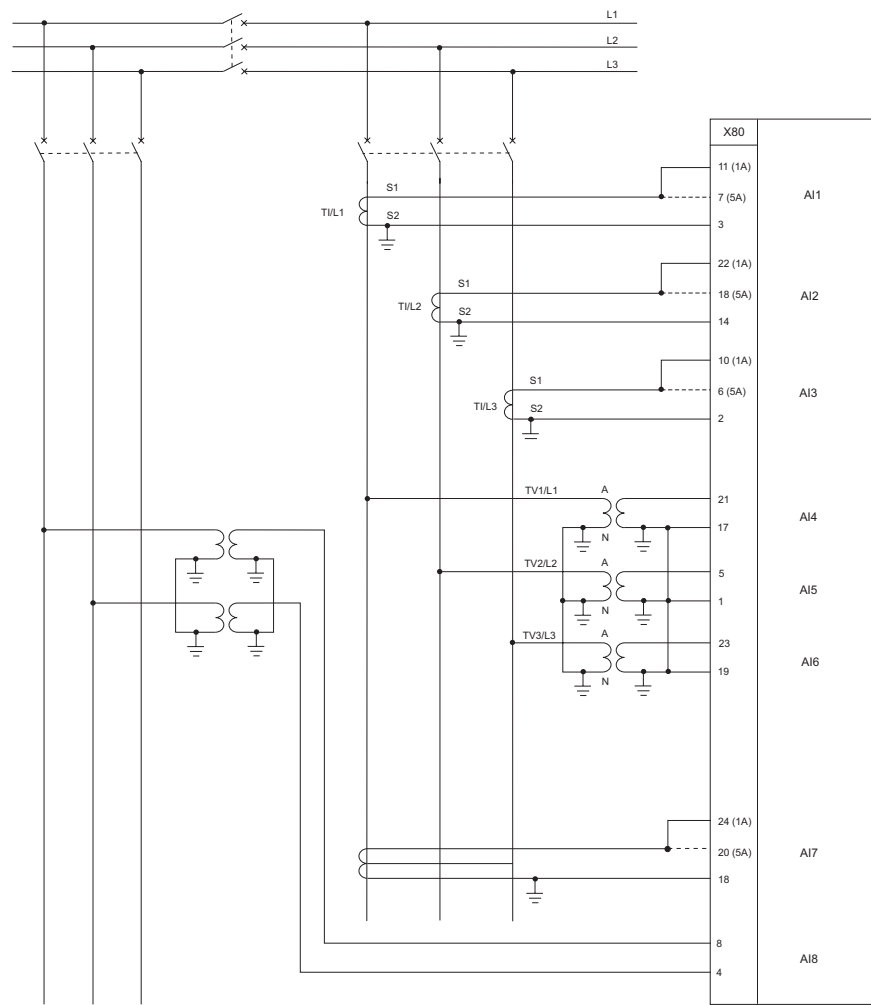 L1
L2
L3
X80
11 (1A)
S1
7 (5A)
AI1
TI/L1
S2
3
22 (1A)
S1
18 (5A)
AI2
TI/L2
S2
14
10 (1A)
S1
6 (5A)
AI3
TI/L3
S2
2
TV1/L1
A
21
AI4
N
17
TV2/L2
A
5
AI5
N
1
TV3/L3
A
23
AI6
N
19
24 (1A)
20 (5A)
AI7
18
8
AI8
4